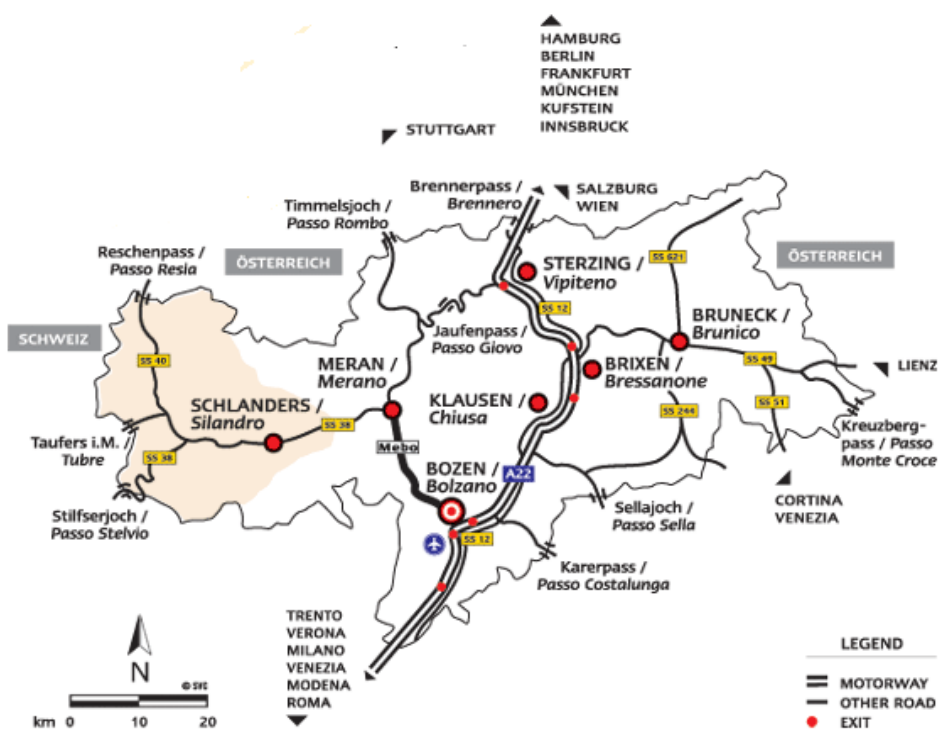 HAMBURG
BERLIN
FRANKFURT
MÜNCHEN
KUFSTEIN
INNSBRUCK
STUTTGART
Brennerpass /
Brennero
SALZBURG
WIEN
Timmelsjoch /
Passo Rombo
Reschenpass /
Passo Resia
ÖSTERREICH
STERZING /
Vipiteno
SS 621
ÖSTERREICH
SS 12
SCHWEIZ
Jaufenpass /
Passo Giovo
BRUNECK /
Brunico
SS 40
MERAN /
Merano
BRIXEN /
Bressanone
SS 49
LIENZ
SCHLANDERS /
Silandro
KLAUSEN /
Chiusa
SS 51
SS 244
SS 38
Taufers i.M.
Tubre
SS 38
Mebo
Kreuzberg-
pass / Passo
Monte Croce
BOZEN /
Bolzano
A22
Stilfserjoch /
Passo Stelvio
Sellajoch /
Passo Sella
CORTINA
VENEZIA
SS 12
Karerpass /
Passo Costalunga
TRENTO
VERONA
MILANO
VENEZIA
MODENA
ROMA
N
© SVG
km 0 10 20
LEGEND
MOTORWAY
OTHER ROAD
EXIT